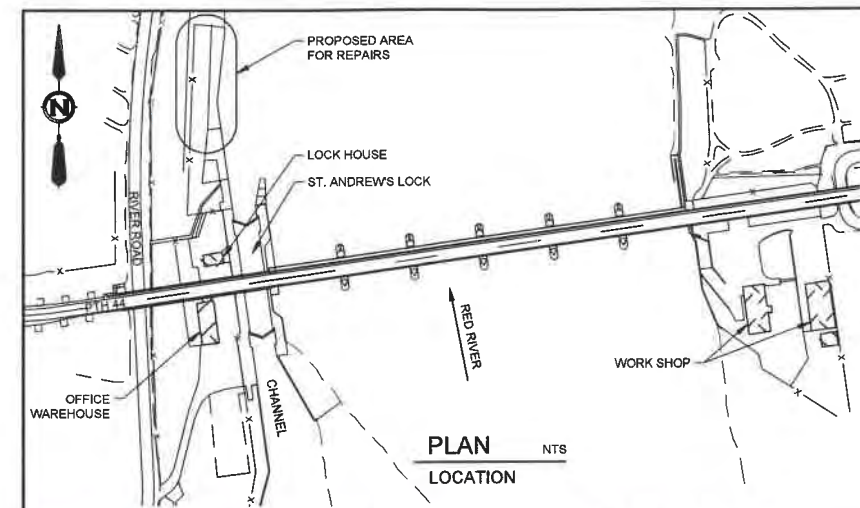 PROPOSED AREA
FOR REPAIRS
N
LOCK HOUSE
ST. ANDREW'S LOCK
RIVER ROAD
PTH 44
RED RIVER
WORK SHOP
OFFICE
WAREHOUSE
CHANNEL
PLAN NTS
LOCATION